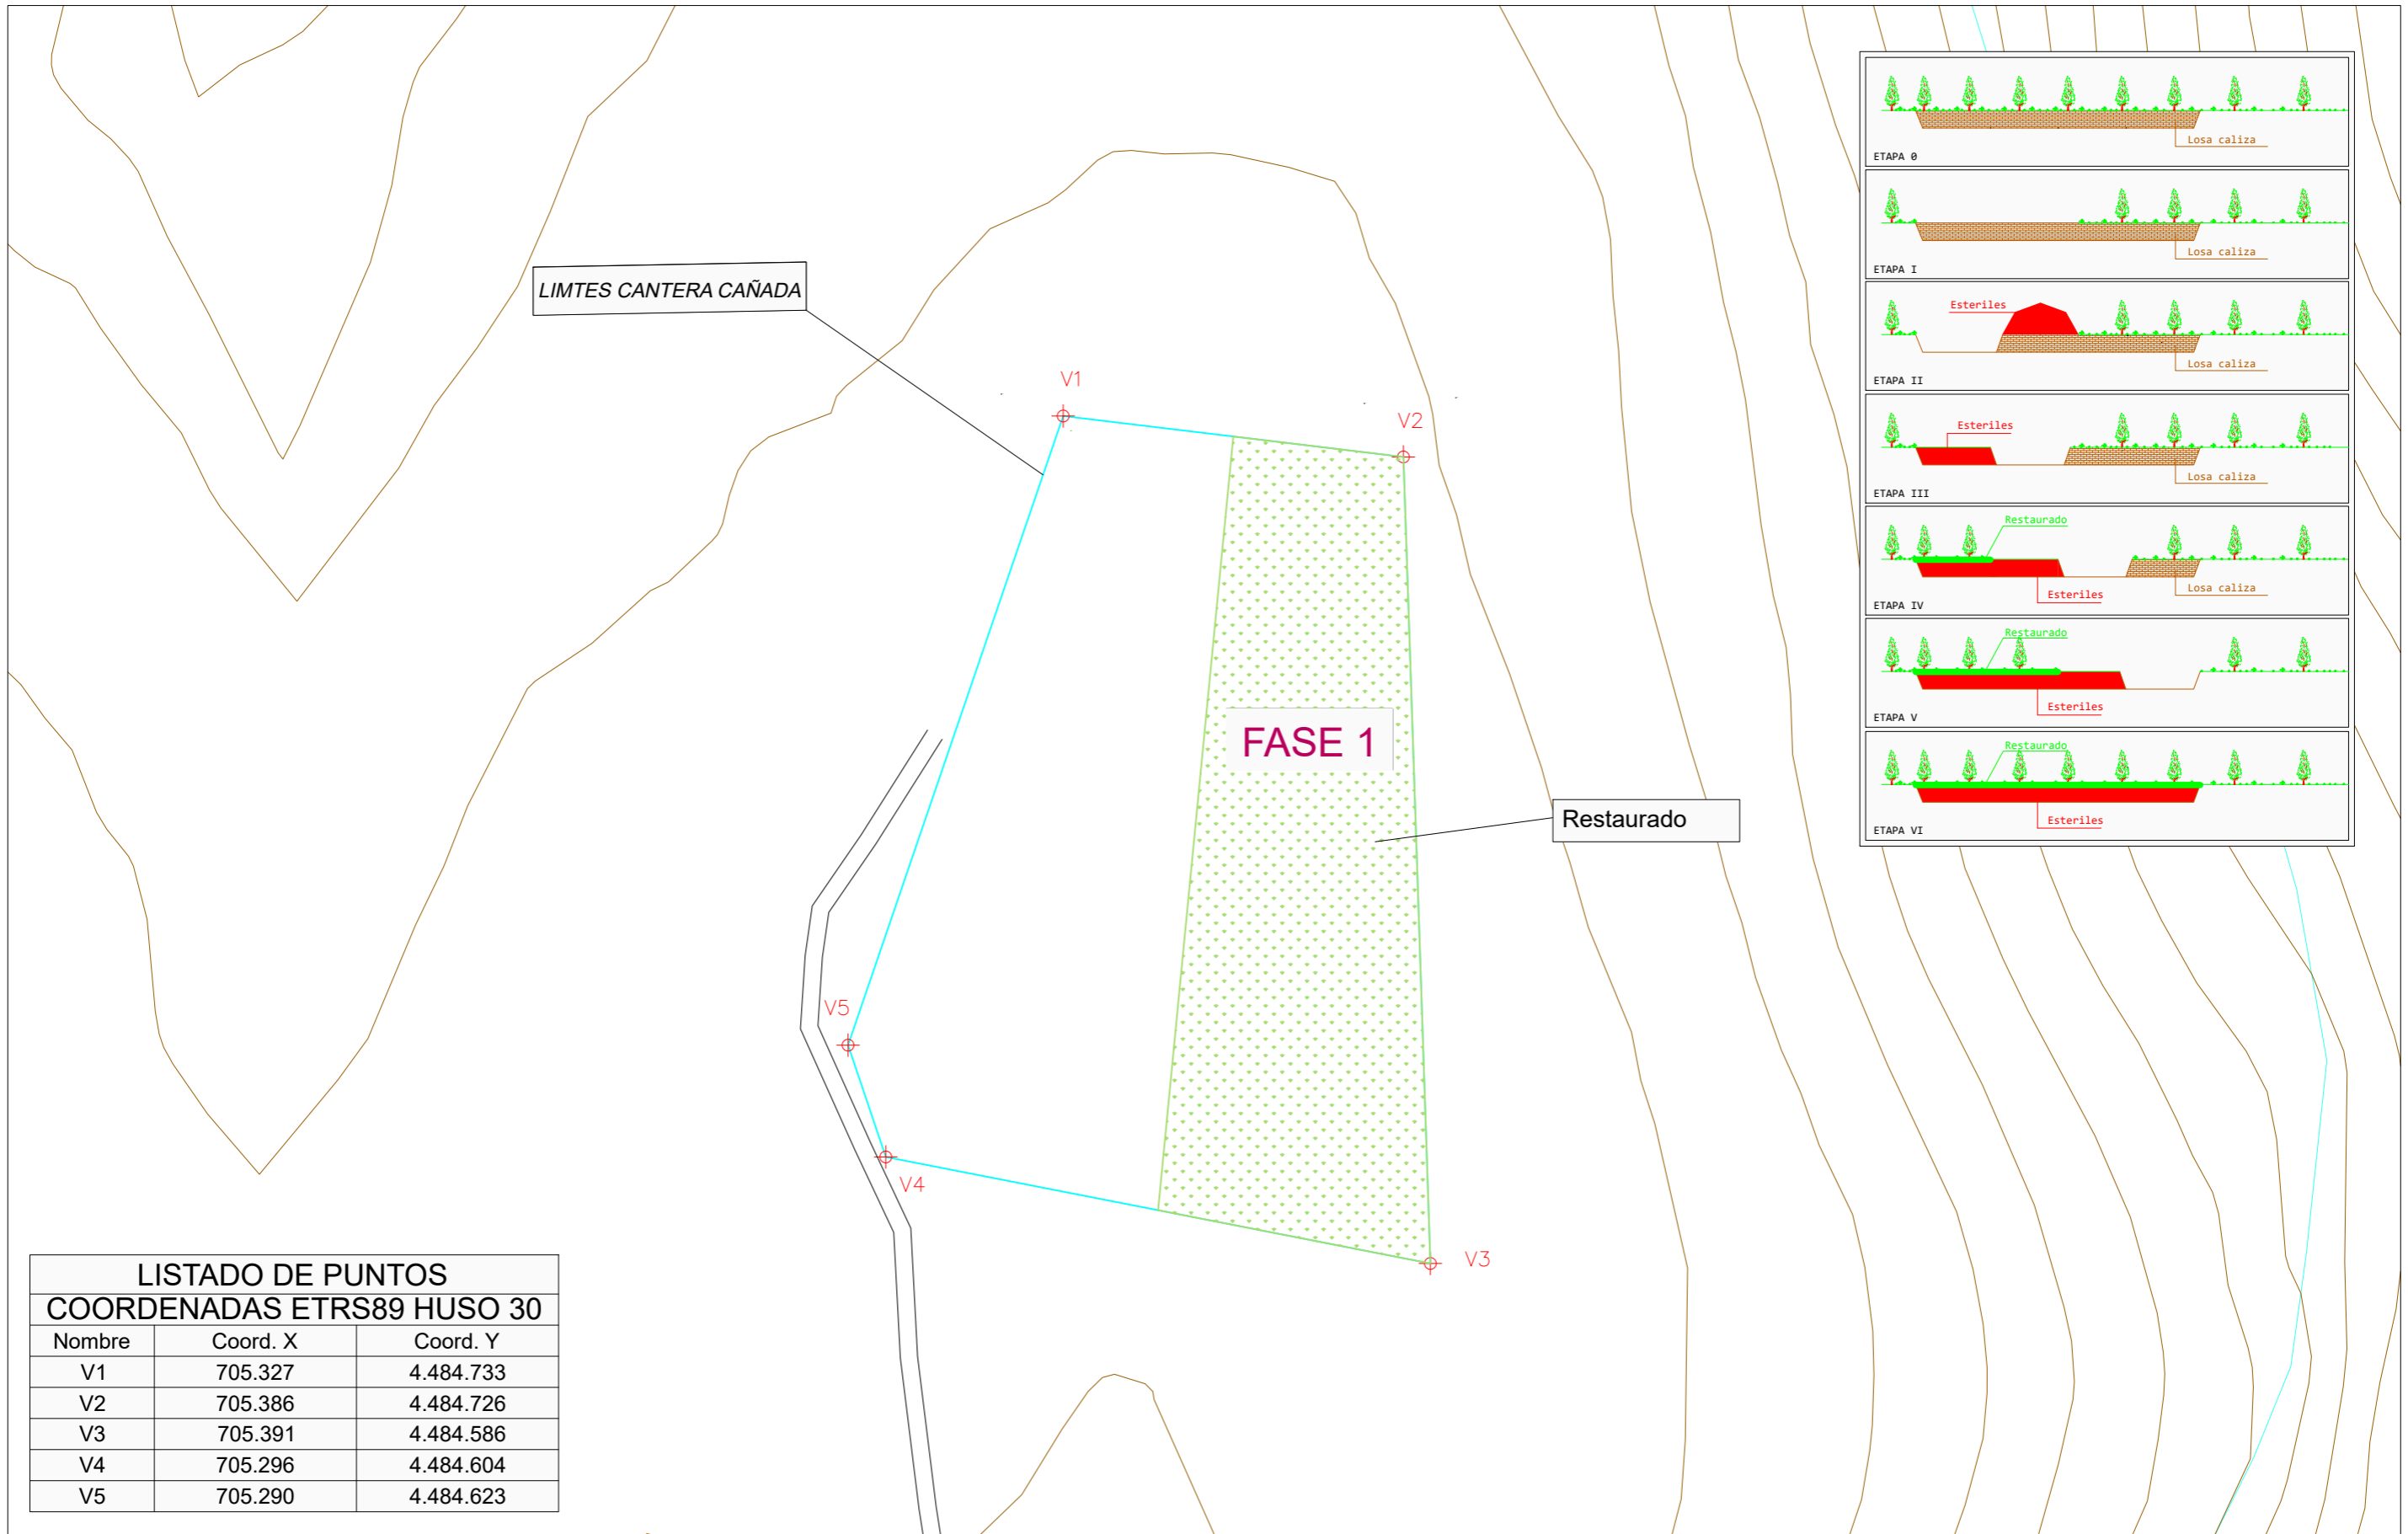 LIMTES CANTERA CAÑADA
V1
V2
FASE 1
Restaurado
V5
V4
V3
Losa caliza
ETAPA 0
Losa caliza
ETAPA I
Esteriles
Losa caliza
ETAPA II
Esteriles
Losa caliza
ETAPA III
Restaurado
Losa caliza
Esteriles
ETAPA IV
Restaurado
Esteriles
ETAPA V
Restaurado
Esteriles
ETAPA VI
LISTADO DE PUNTOS
COORDENADAS ETRS89 HUSO 30
Nombre Coord. X Coord. Y
V1 705.327 4.484.733
V2 705.386 4.484.726
V3 705.391 4.484.586
V4 705.296 4.484.604
V5 705.290 4.484.623